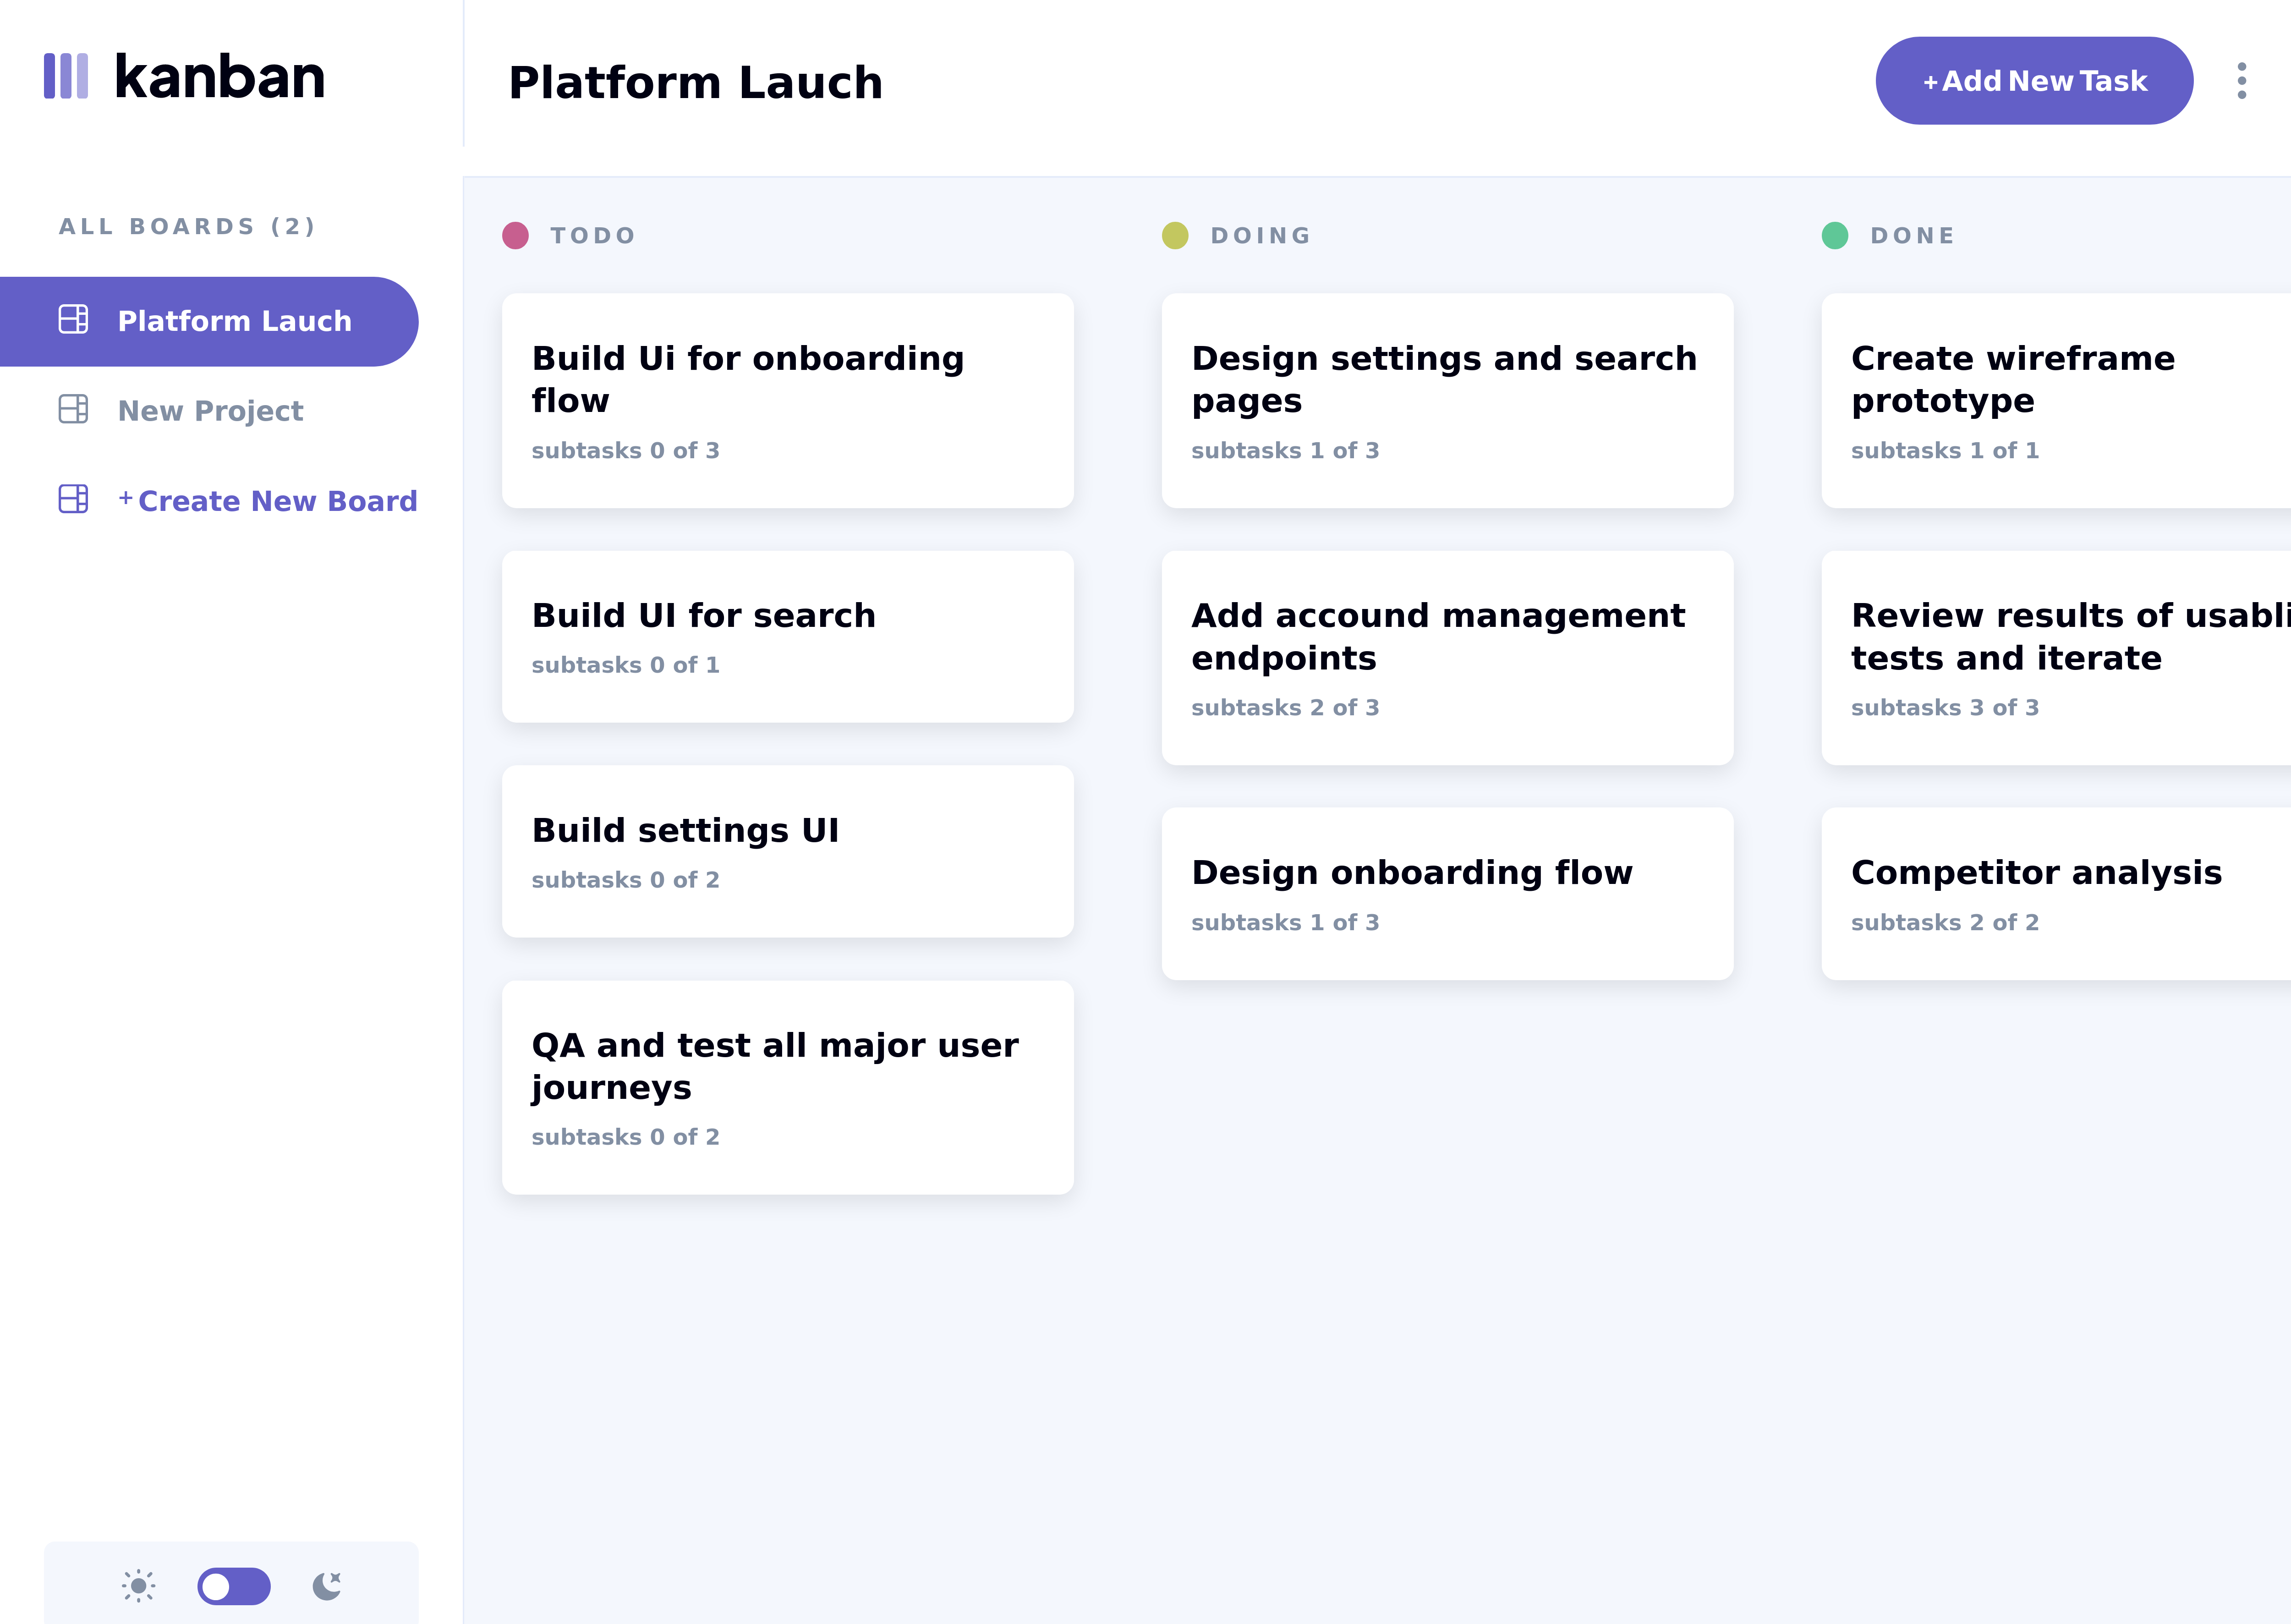 kanban
Platform Lauch
+Add New Task
ALL BOARDS (2)
Platform Lauch
New Project
+Create New Board
TODO
Build Ui for onboarding
flow
subtasks 0 of 3
Build UI for search
subtasks 0 of 1
Build settings UI
subtasks 0 of 2
QA and test all major user
journeys
subtasks 0 of 2
DOING
Design settings and search
pages
subtasks 1 of 3
Add accound management
endpoints
subtasks 2 of 3
Design onboarding flow
subtasks 1 of 3
DONE
Create wireframe
prototype
subtasks 1 of 1
Review results of
tests and iterate
subtasks 3 of 3
Competitor analysis
subtasks 2 of 2